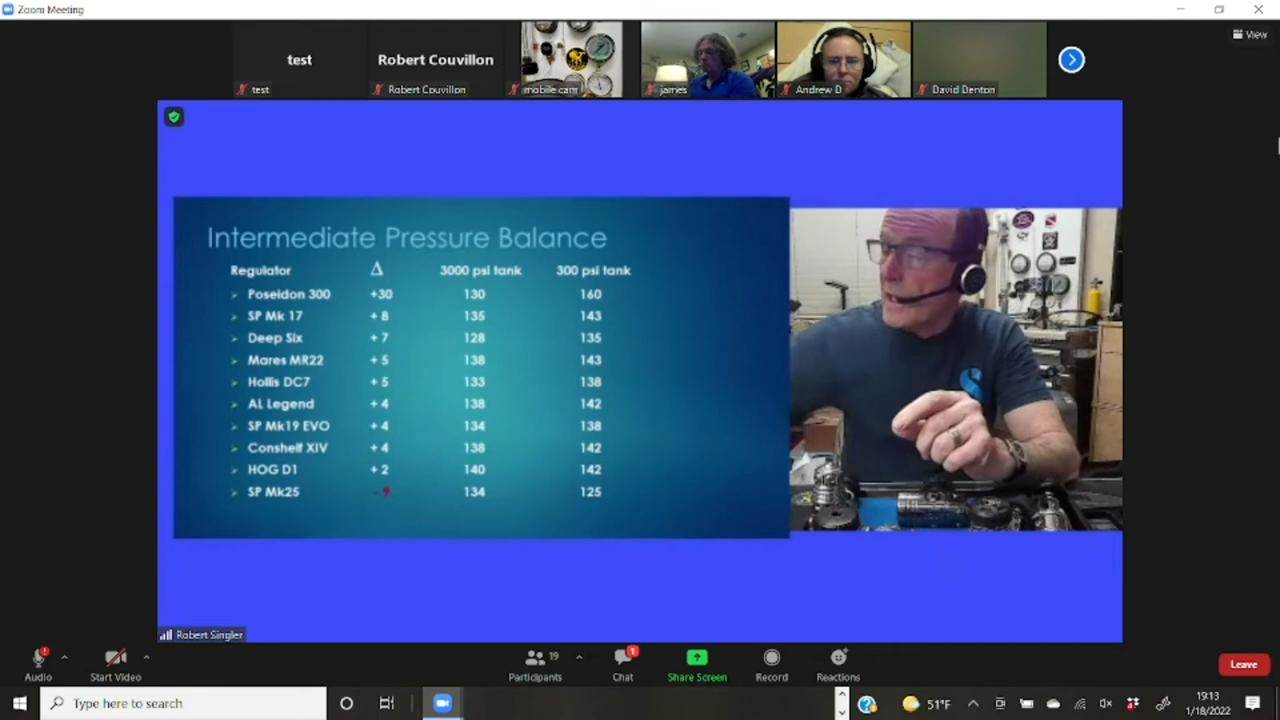 Zoom Meeting
View
test
Robert Couvillon
test
Robert Couvillon
mobile cam
james
Andrew D
David Denton
Intermediate Pressure Balance
Regulator Δ 3000 psi tank 300 psi tank
Poseidon 300 +30 130 160
SP Mk 17 + 8 135 143
Deep Six + 7 128 135
Mares MR22 + 5 138 143
Hollis DC7 + 5 133 138
AL Legend + 4 138 142
SP Mk19 EVO + 4 134 138
Conshelf XIV + 4 138 142
HOG D1 + 2 140 142
SP Mk25 - 9 134 125
Robert Singler
Audio
Start Video
19
Participants
1
Chat
Share Screen
Record
Reactions
Leave
Type here to search
51°F
19:13
1/18/2022